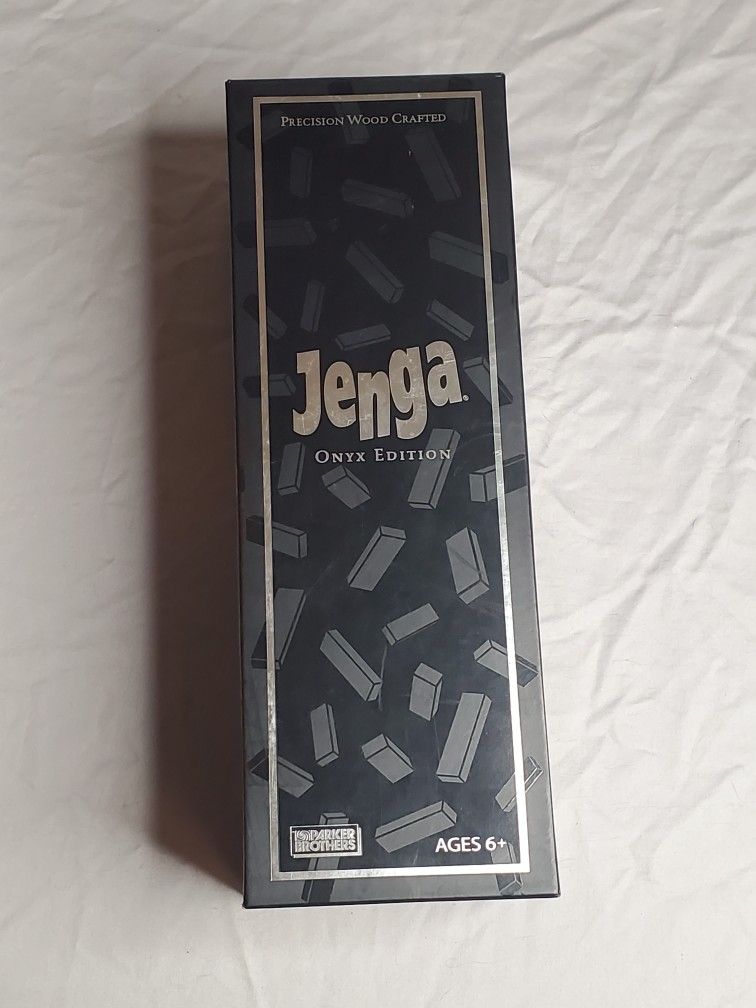 PRECISION WOOD CRAFTED
Jenga®
ONYX EDITION
PARKER
BROTHERS
AGES 6+